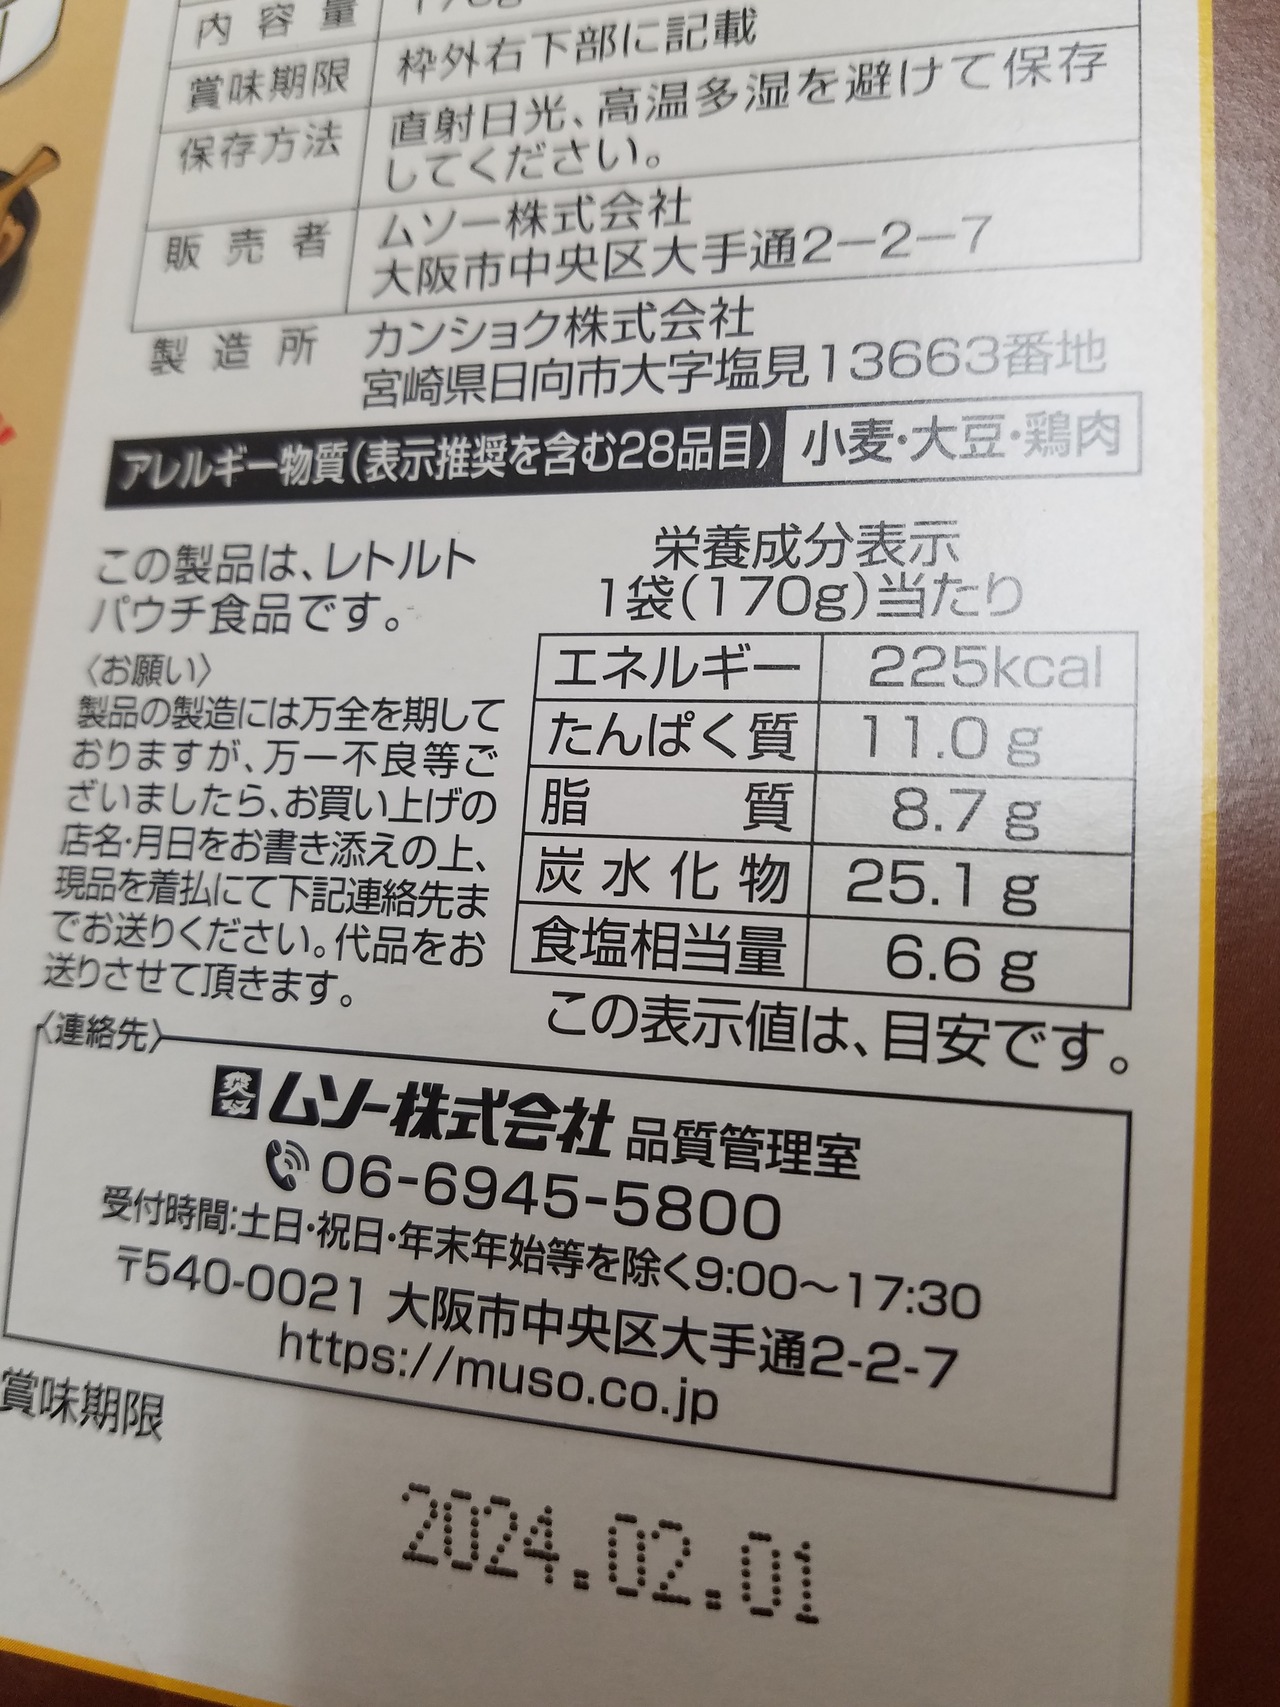 内容量 170g
賞味期限 枠外右下部に記載
保存方法 直射日光、高温多湿を避けて保存
してください。
販売者 ムソー株式会社
大阪市中央区大手通2−2−7
製造所 カンショク株式会社
宮崎県日向市大字塩見13663番地
アレルギー物質(表示推奨を含む28品目) 小麦・大豆・鶏肉
この製品は、レトルト
パウチ食品です。
〈お願い〉
製品の製造には万全を期して
おりますが、万一不良等ご
ざいましたら、お買い上げの
店名・月日をお書き添えの上、
現品を着払にて下記連絡先ま
でお送りください。代品をお
送りさせて頂きます。
栄養成分表示
1袋(170g)当たり
エネルギー 225kcal
たんぱく質 11.0g
脂質 8.7g
炭水化物 25.1g
食塩相当量 6.6g
この表示値は、目安です。
〈連絡先〉
ムソー株式会社 品質管理室
06-6945-5800
受付時間:土日・祝日・年末年始等を除く9:00〜17:30
〒540-0021 大阪市中央区大手通2-2-7
https://muso.co.jp
賞味期限
2024.02.01